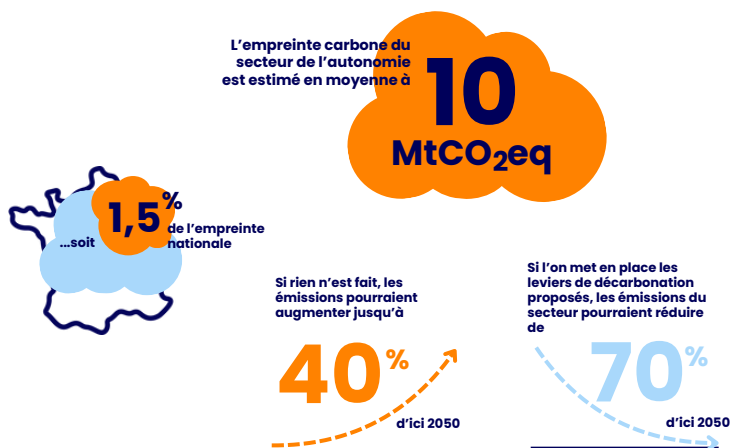 L'empreinte carbone du
secteur de l'autonomie
est estimé en moyenne à
10
MtCO₂eq
...soit
1,5%
de l'empreinte
nationale
Si rien n'est fait, les
émissions pourraient
augmenter jusqu'à
40%
d'ici 2050
Si l'on met en place les
leviers de décarbonation
proposés, les émissions du
secteur pourraient réduire
de
70%
d'ici 2050